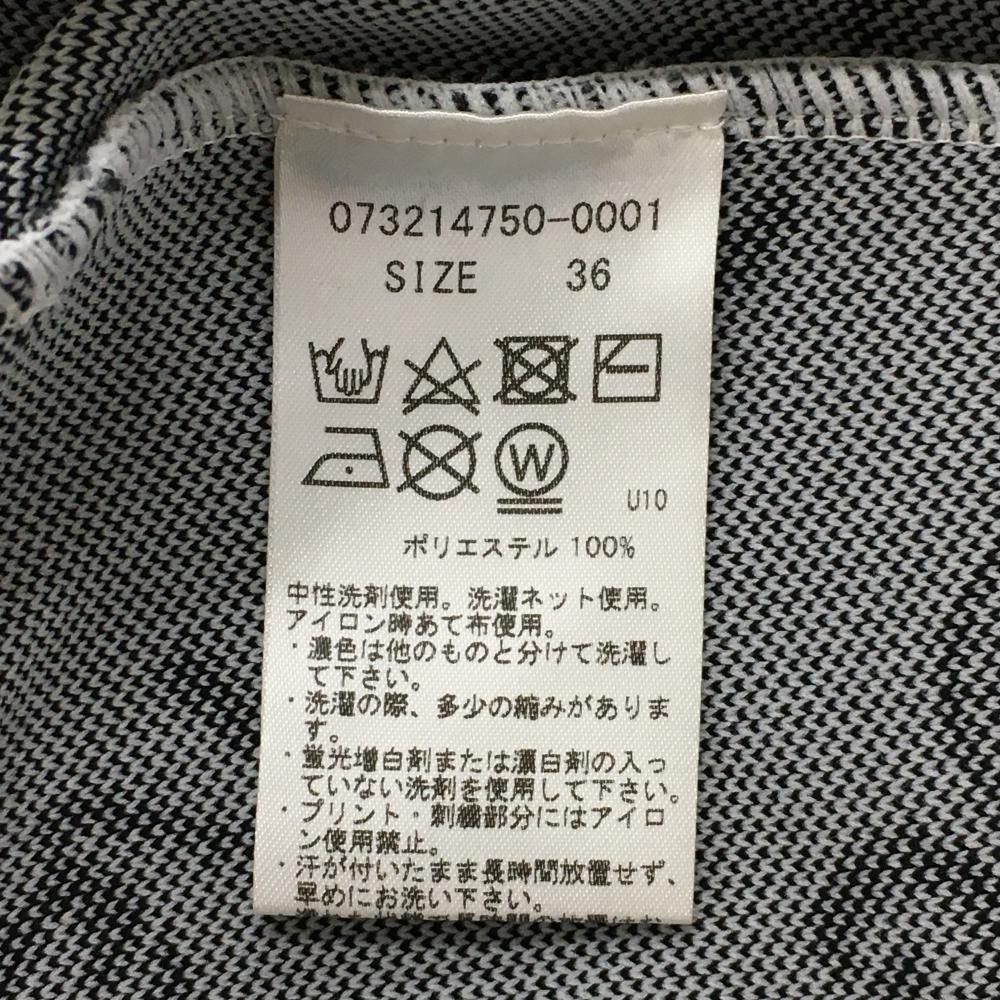 073214750-0001
SIZE 36
W
U10
ポリエステル 100%
中性洗剤使用。洗濯ネット使用。
アイロン時あて布使用。
・濃色は他のものと分けて洗濯し
て下さい。
・洗濯の際、多少の縮みがありま
す。
・蛍光増白剤または漂白剤の入っ
ていない洗剤を使用して下さい。
・プリント・刺繍部分にはアイロ
ン使用禁止。
・汗が付いたまま長時間放置せず、
早めにお洗い下さい。